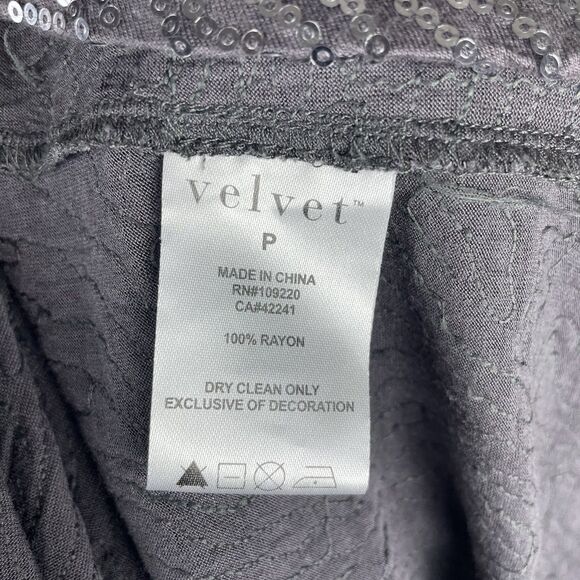 velvet™
P
MADE IN CHINA
RN#109220
CA#42241
100% RAYON
DRY CLEAN ONLY
EXCLUSIVE OF DECORATION